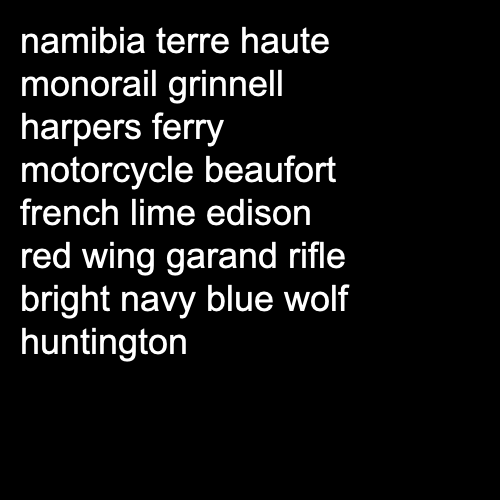 namibia terre haute
monorail grinnell
harpers ferry
motorcycle beaufort
french lime edison
red wing garand rifle
bright navy blue wolf
huntington